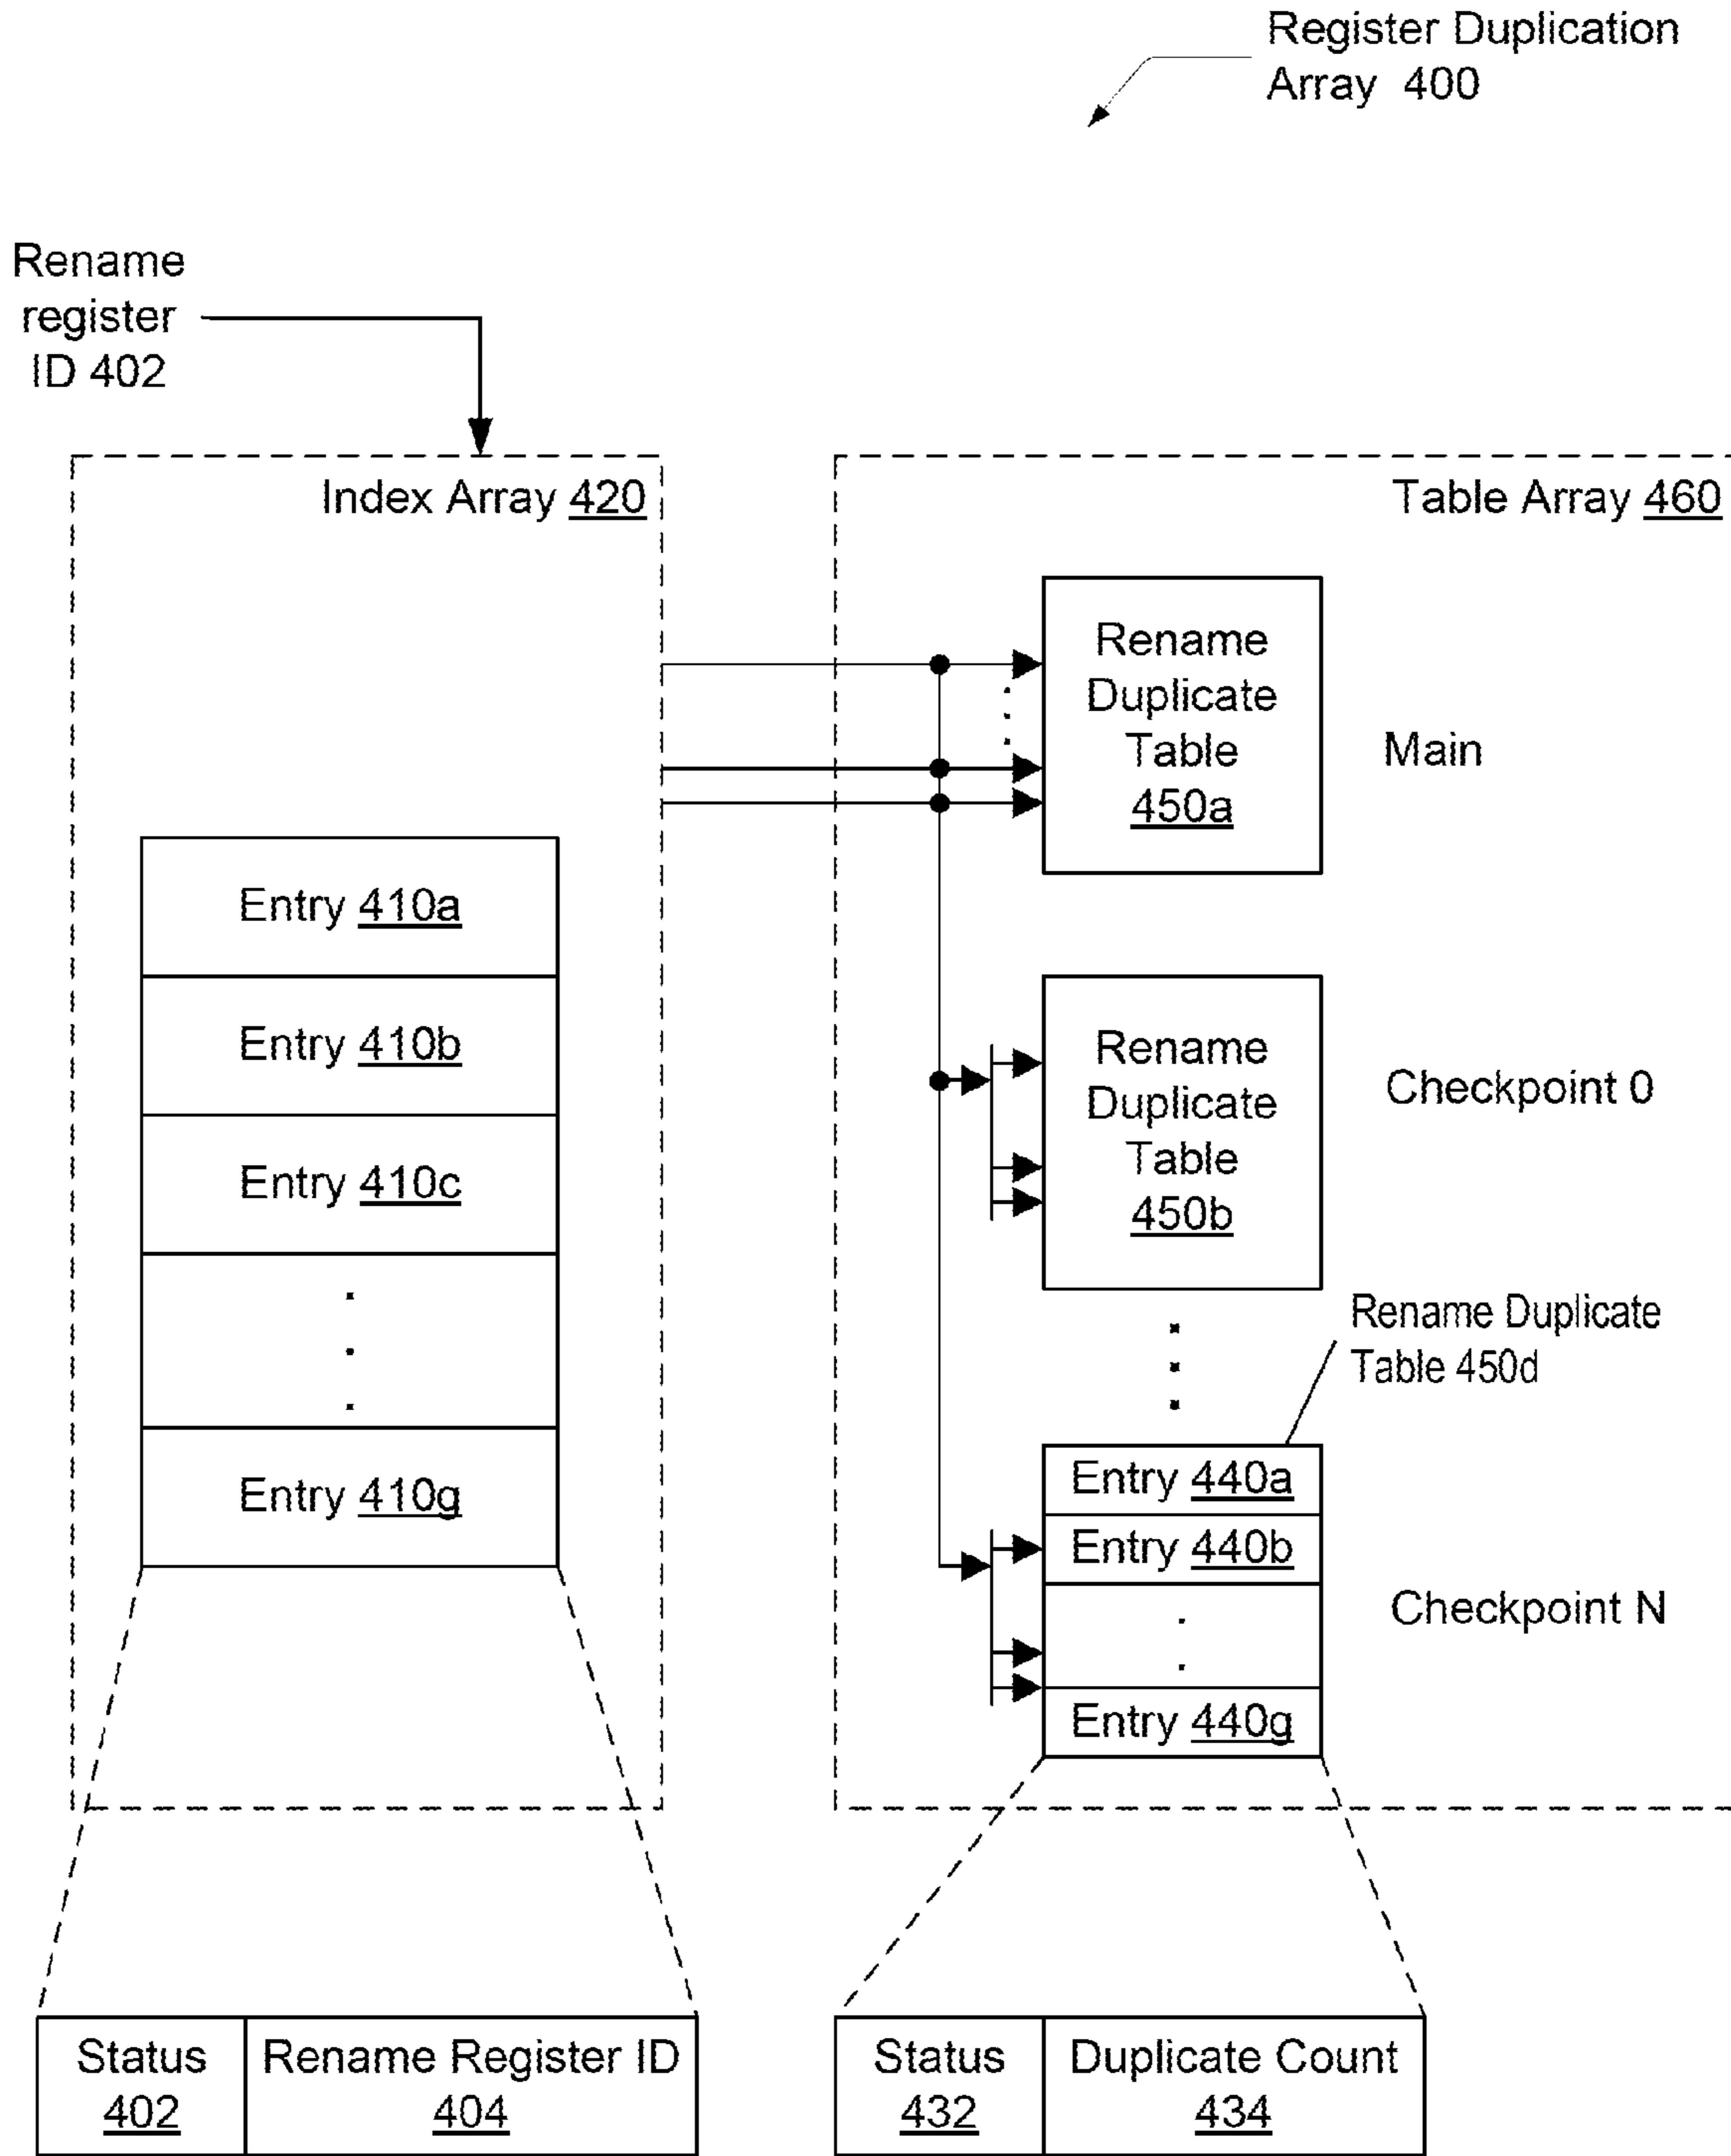 Register Duplication
Array 400
Rename
register
ID 402
Index Array 420
Entry 410a
Entry 410b
Entry 410c
Entry 410g
Status
402
Rename Register ID
404
Table Array 460
Rename
Duplicate
Table
450a
Main
Rename
Duplicate
Table
450b
Checkpoint 0
Rename Duplicate
Table 450d
Entry 440a
Entry 440b
Entry 440g
Checkpoint N
Status
432
Duplicate Count
434